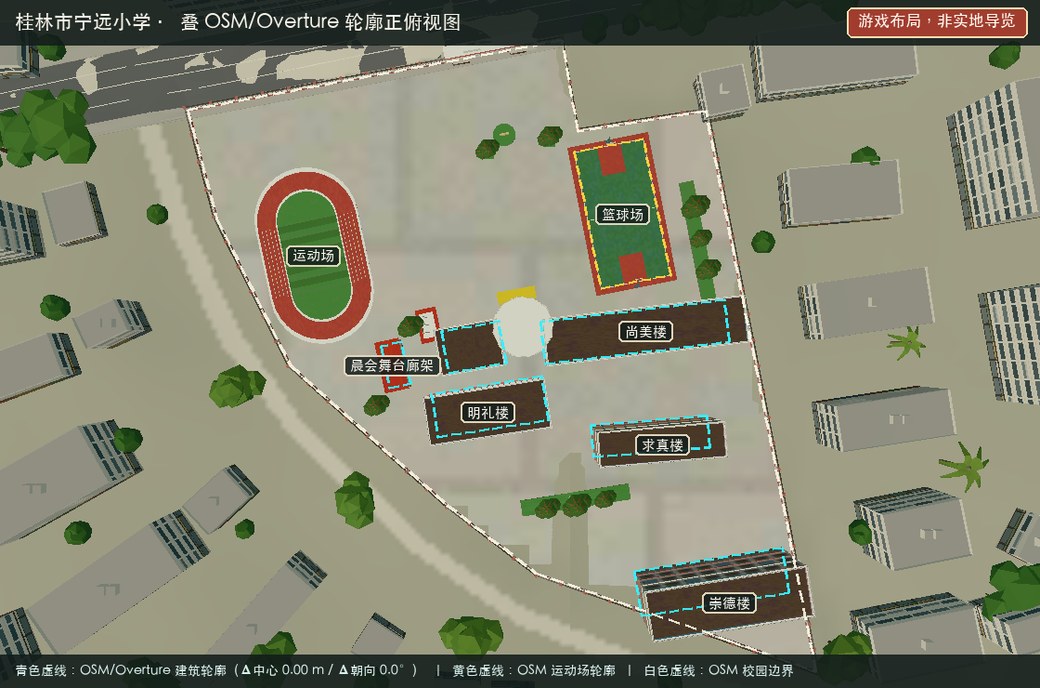 桂林市宁远小学 · 叠 OSM/Overture 轮廓正俯视图
游戏布局，非实地导览
篮球场
运动场
尚美楼
晨会舞台廊架
明礼楼
求真楼
崇德楼
青色虚线：OSM/Overture 建筑轮廓（Δ中心 0.00 m / Δ朝向 0.0°） | 黄色虚线：OSM 运动场轮廓 | 白色虚线：OSM 校园边界